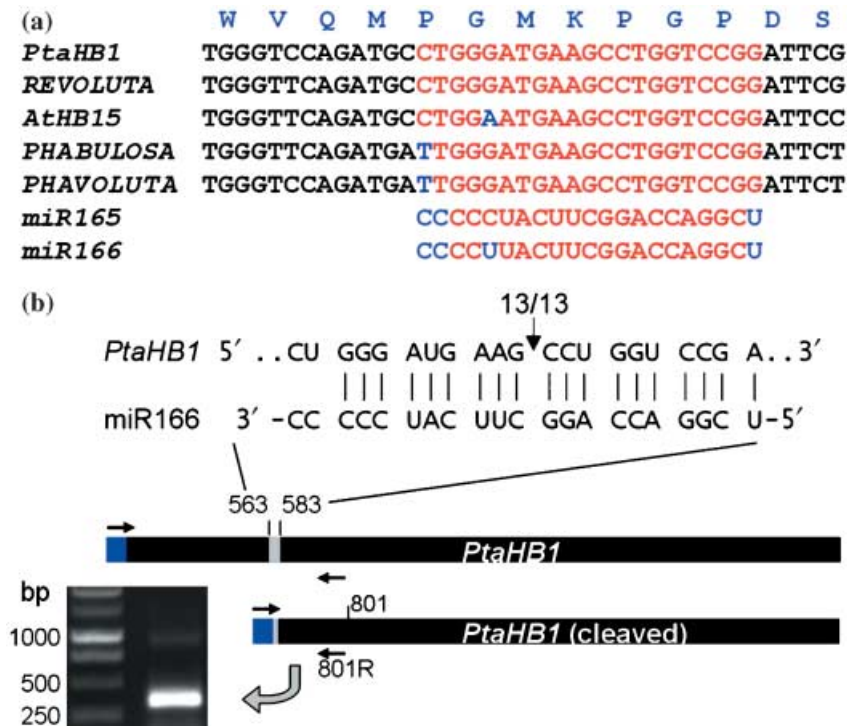 (a) W V Q M P G M K P G P D S
PtaHB1 TGGGTCCAGATGCCTGGGATGAAGCCTGGTCCGGATTCG
REVOLUTA TGGGTTCAGATGCCTGGGATGAAGCCTGGTCCGGATTCG
AtHB15 TGGGTTCAGATGCCTGGAATGAAGCCTGGTCCGGATTCC
PHABULOSA TGGGTTCAGATGATTGGGATGAAGCCTGGTCCGGATTCT
PHAVOLUTA TGGGTCCAGATGATTGGGATGAAGCCTGGTCCGGATTCT
miR165 CCCCCUACUUCGGACCAGGCU
miR166 CCCCUUACUUCGGACCAGGCU
(b)
13/13
PtaHB1 5′ ..CU GGG AUG AAG CCU GGU CCG A..3′
miR166 3′ -CC CCC UAC UUC GGA CCA GGC U-5′
563 583
PtaHB1
bp
801
1000
PtaHB1 (cleaved)
801R
500
250